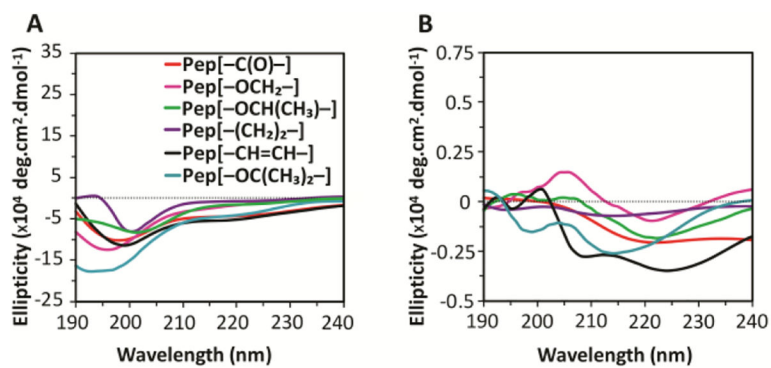 A
Ellipticity (x10⁴ deg.cm².dmol⁻¹)
35
25
15
5
-5
-15
-25
Pep[–C(O)–]
Pep[–OCH₂–]
Pep[–OCH(CH₃)–]
Pep[–(CH₂)₂–]
Pep[–CH=CH–]
Pep[–OC(CH₃)₂–]
190 200 210 220 230 240
Wavelength (nm)
B
Ellipticity (x10⁴ deg.cm².dmol⁻¹)
0.75
0.5
0.25
0
-0.25
-0.5
190 200 210 220 230 240
Wavelength (nm)